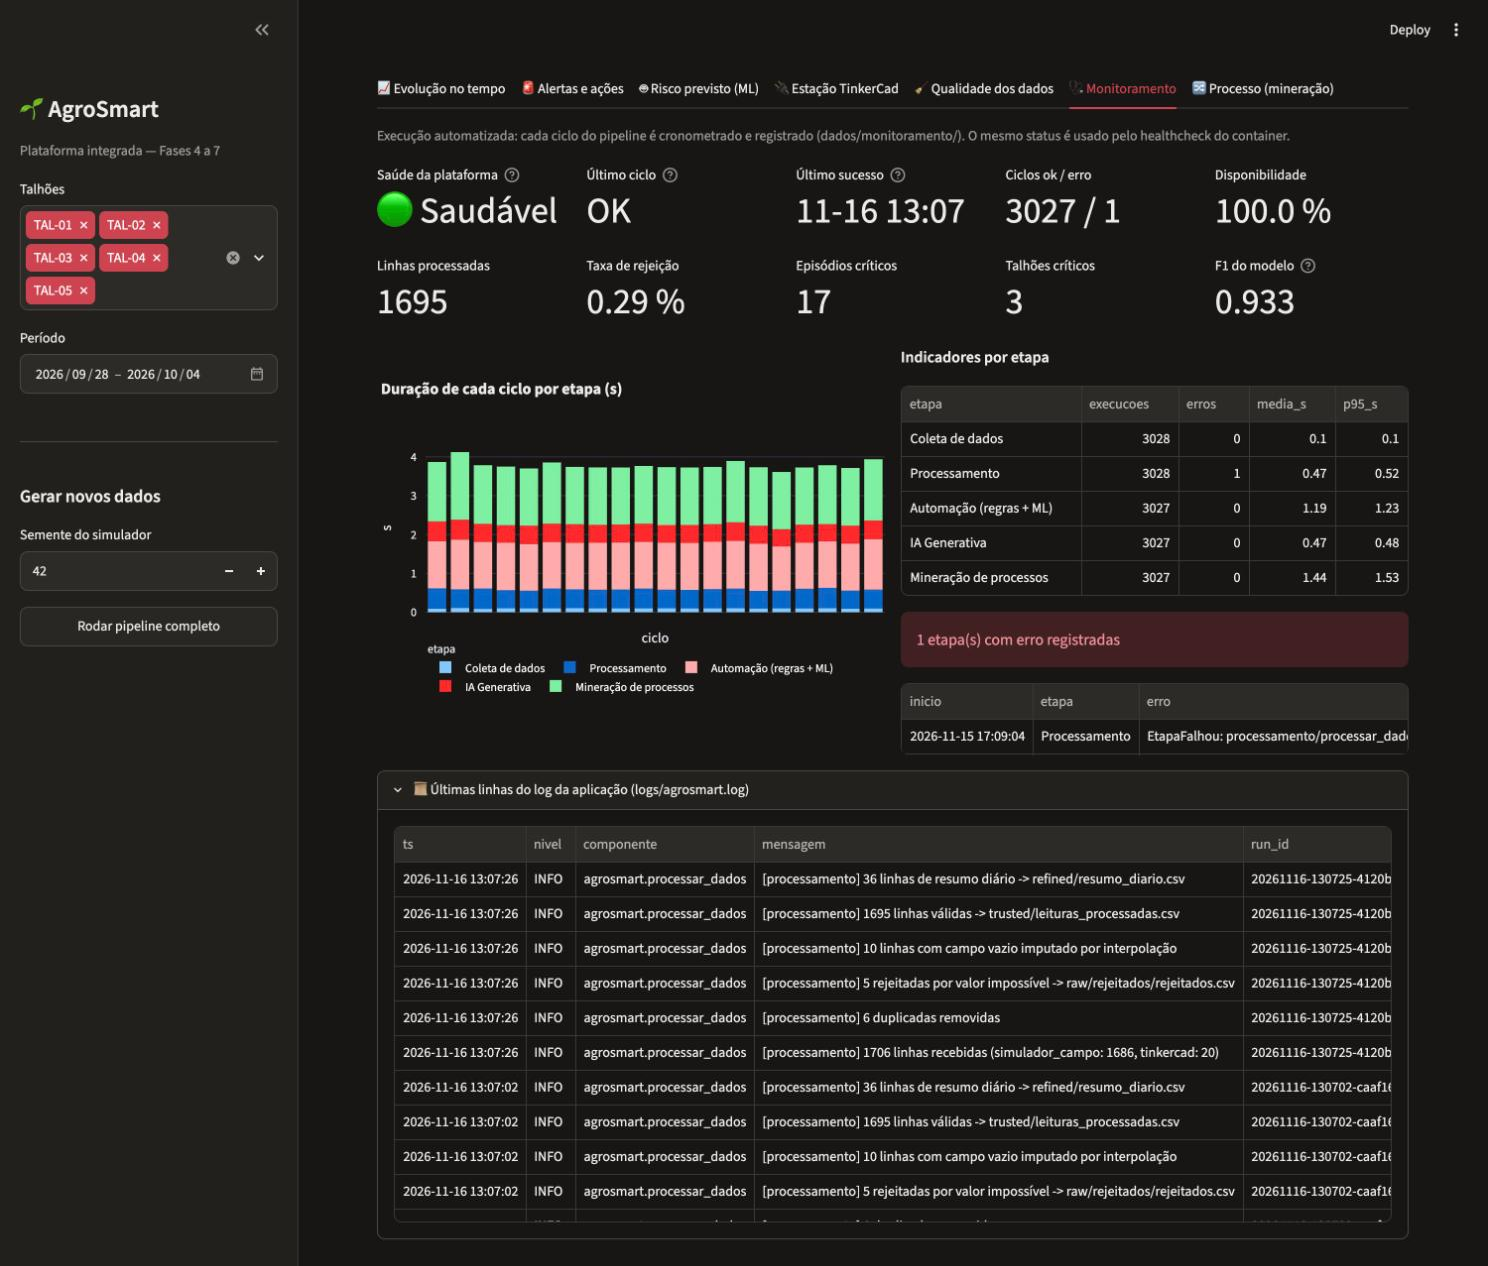 Deploy
AgroSmart
Plataforma integrada — Fases 4 a 7
Talhões
TAL-01 × TAL-02 ×
TAL-03 × TAL-04 ×
TAL-05 ×
Período
2026/09/28 – 2026/10/04
Gerar novos dados
Semente do simulador
42 − +
Rodar pipeline completo
Evolução no tempo Alertas e ações Risco previsto (ML) Estação TinkerCad Qualidade dos dados Monitoramento Processo (mineração)
Execução automatizada: cada ciclo do pipeline é cronometrado e registrado (dados/monitoramento/). O mesmo status é usado pelo healthcheck do container.
Saúde da plataforma Último ciclo Último sucesso Ciclos ok / erro Disponibilidade
Saudável OK 11-16 13:07 3027 / 1 100.0 %
Linhas processadas Taxa de rejeição Episódios críticos Talhões críticos F1 do modelo
1695 0.29 % 17 3 0.933
Duração de cada ciclo por etapa (s)
4
3
s
2
1
0
ciclo
etapa
Coleta de dados Processamento Automação (regras + ML)
IA Generativa Mineração de processos
Indicadores por etapa
etapa execucoes erros media_s p95_s
Coleta de dados 3028 0 0.1 0.1
Processamento 3028 1 0.47 0.52
Automação (regras + ML) 3027 0 1.19 1.23
IA Generativa 3027 0 0.47 0.48
Mineração de processos 3027 0 1.44 1.53
1 etapa(s) com erro registradas
inicio etapa erro
2026-11-15 17:09:04 Processamento EtapaFalhou: processamento/processar_dad
Últimas linhas do log da aplicação (logs/agrosmart.log)
ts nivel componente mensagem run_id
2026-11-16 13:07:26 INFO agrosmart.processar_dados [processamento] 36 linhas de resumo diário -> refined/resumo_diario.csv 20261116-130725-4120b
2026-11-16 13:07:26 INFO agrosmart.processar_dados [processamento] 1695 linhas válidas -> trusted/leituras_processadas.csv 20261116-130725-4120b
2026-11-16 13:07:26 INFO agrosmart.processar_dados [processamento] 10 linhas com campo vazio imputado por interpolação 20261116-130725-4120b
2026-11-16 13:07:26 INFO agrosmart.processar_dados [processamento] 5 rejeitadas por valor impossível -> raw/rejeitados/rejeitados.csv 20261116-130725-4120b
2026-11-16 13:07:26 INFO agrosmart.processar_dados [processamento] 6 duplicadas removidas 20261116-130725-4120b
2026-11-16 13:07:26 INFO agrosmart.processar_dados [processamento] 1706 linhas recebidas (simulador_campo: 1686, tinkercad: 20) 20261116-130725-4120b
2026-11-16 13:07:02 INFO agrosmart.processar_dados [processamento] 36 linhas de resumo diário -> refined/resumo_diario.csv 20261116-130702-caaf16
2026-11-16 13:07:02 INFO agrosmart.processar_dados [processamento] 1695 linhas válidas -> trusted/leituras_processadas.csv 20261116-130702-caaf16
2026-11-16 13:07:02 INFO agrosmart.processar_dados [processamento] 10 linhas com campo vazio imputado por interpolação 20261116-130702-caaf16
2026-11-16 13:07:02 INFO agrosmart.processar_dados [processamento] 5 rejeitadas por valor impossível -> raw/rejeitados/rejeitados.csv 20261116-130702-caaf16